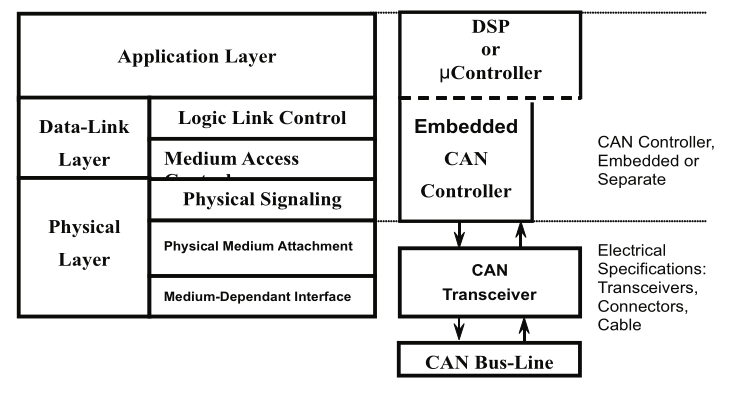 Application Layer
Data-Link
Layer
Logic Link Control
Medium Access
Physical
Layer
Physical Signaling
Physical Medium Attachment
Medium-Dependant Interface
DSP
or
µController
Embedded
CAN
Controller
CAN
Transceiver
CAN Bus-Line
CAN Controller,
Embedded or
Separate
Electrical
Specifications:
Transceivers,
Connectors,
Cable